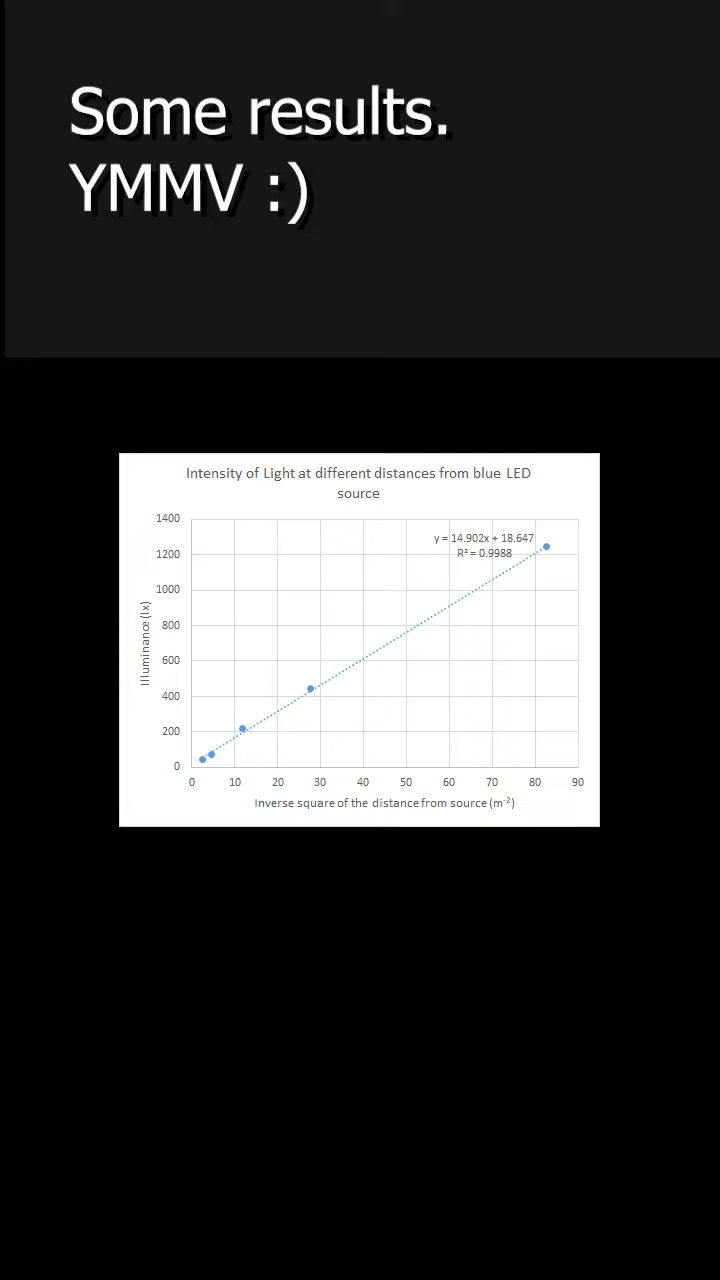 Some results.
YMMV :)
Intensity of Light at different distances from blue LED
source
1400
1200
1000
800
600
400
200
0
Illuminance (lx)
y = 14.902x + 18.647
R² = 0.9988
0 10 20 30 40 50 60 70 80 90
Inverse square of the distance from source (m⁻²)